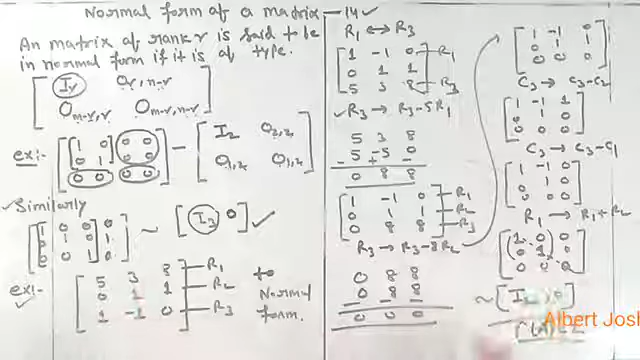 Normal form of a matrix - 14 ✓
An matrix of rank r is said to be
in normal form if it is of type.
[ Ir Or,n-r
Om-r,r Om-r,n-r ]
ex:- [ 1 0 0 0
0 1 0 0
0 0 0 0 ] - [ I2 O2,2
O1,2 O1,2 ]
✓ Similarly
[ 1 0 0 0
0 1 0 0
0 0 1 0 ] ~ [ I3 0 ] ✓
ex:- [ 5 3 8 - R1
0 1 1 - R2
1 -1 0 - R3 ] to
Normal
form.
R1 ↔ R3
[ 1 -1 0 - R1
0 1 1
5 3 8 - R3 ]
✓ R3 → R3-5R1
5 3 8
- 5 + -5 - 0
0 8 8
[ 1 -1 0 - R1
0 1 1 - R2
0 8 8 - R3 ]
R3 → R3-8R2
0 8 8
- 0 - 8 - 8
0 0 0
[ 1 -1 0
0 1 1
0 0 0 ]
C3 → C3-C2
[ 1 -1 1
0 1 0
0 0 0 ]
C3 → C3-C1
[ 1 -1 0
0 1 0
0 0 0 ]
R1 → R1+R2
[ 1 0 0
0 1 0
0 0 0 ]
Albert Josh